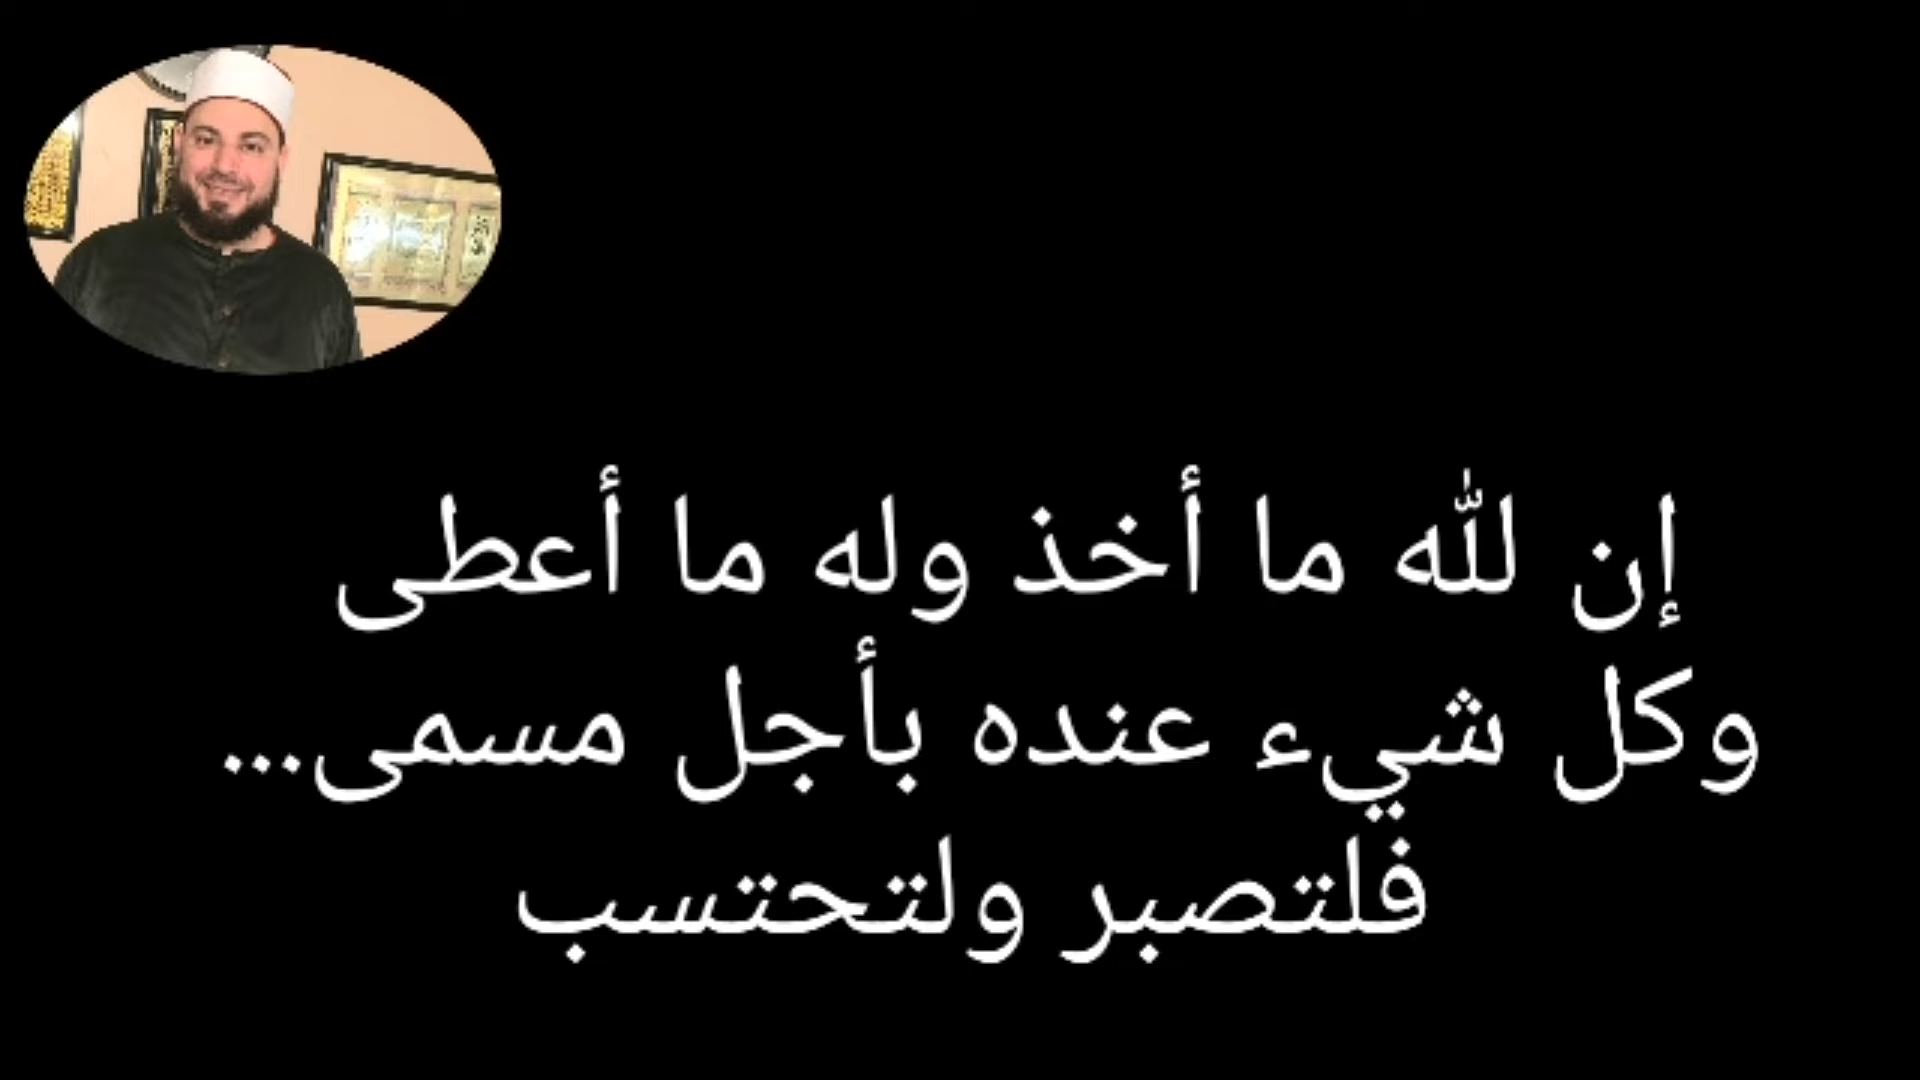 إن لله ما أخذ وله ما أعطى
وكل شيء عنده بأجل مسمى...
فلتصبر ولتحتسب